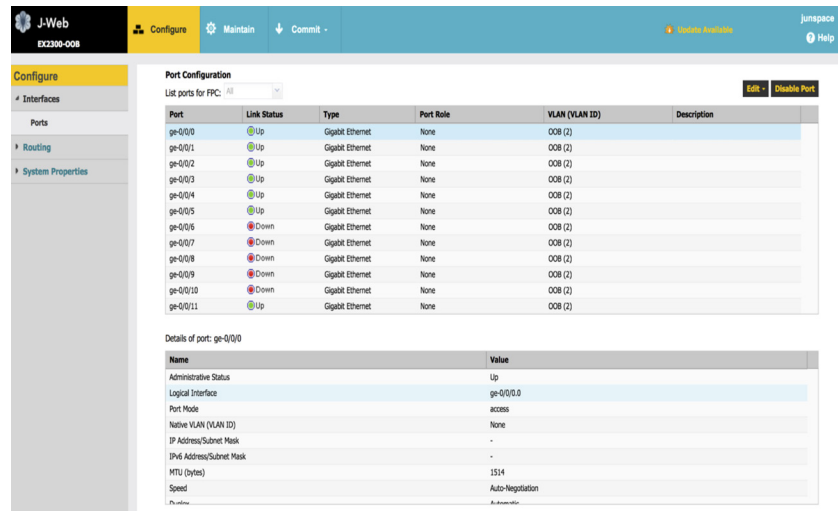 J-Web
EX2300-OOB
Configure
Maintain
Commit -
Update Available
junspace
Help
Configure
Interfaces
Ports
Routing
System Properties
Port Configuration
List ports for FPC: All
Edit - Disable Port
Port Link Status Type Port Role VLAN (VLAN ID) Description
ge-0/0/0 Up Gigabit Ethernet None OOB (2)
ge-0/0/1 Up Gigabit Ethernet None OOB (2)
ge-0/0/2 Up Gigabit Ethernet None OOB (2)
ge-0/0/3 Up Gigabit Ethernet None OOB (2)
ge-0/0/4 Up Gigabit Ethernet None OOB (2)
ge-0/0/5 Up Gigabit Ethernet None OOB (2)
ge-0/0/6 Down Gigabit Ethernet None OOB (2)
ge-0/0/7 Down Gigabit Ethernet None OOB (2)
ge-0/0/8 Down Gigabit Ethernet None OOB (2)
ge-0/0/9 Down Gigabit Ethernet None OOB (2)
ge-0/0/10 Down Gigabit Ethernet None OOB (2)
ge-0/0/11 Up Gigabit Ethernet None OOB (2)
Details of port: ge-0/0/0
Name Value
Administrative Status Up
Logical Interface ge-0/0/0.0
Port Mode access
Native VLAN (VLAN ID) None
IP Address/Subnet Mask -
IPv6 Address/Subnet Mask -
MTU (bytes) 1514
Speed Auto-Negotiation
Duplex Automatic